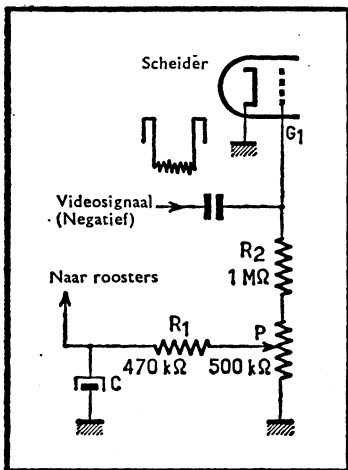 Scheider
G1
Videosignaal
(Negatief)
R2
1 MΩ
Naar roosters
R1
P
470 kΩ
500 kΩ
C